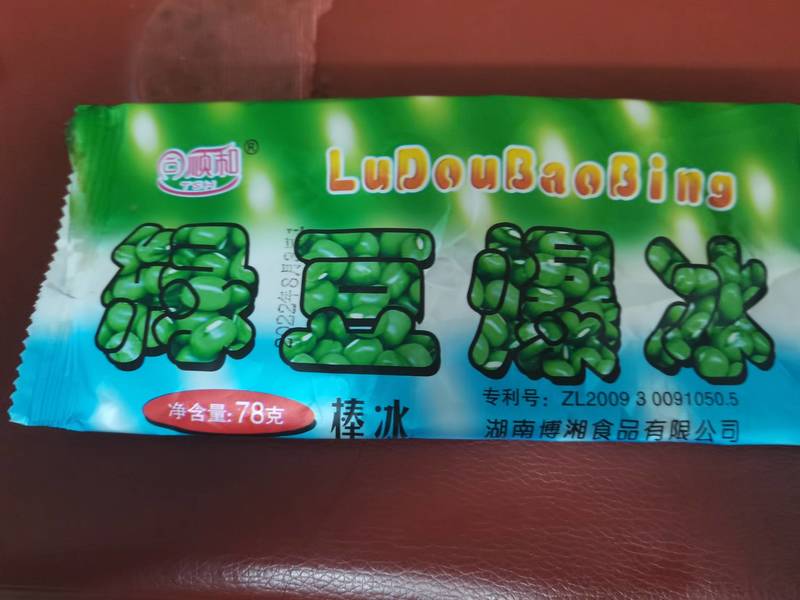 顺和®
TSH
LuDouBaoBing
绿豆爆冰
净含量:78克
棒冰
专利号：ZL2009 3 0091050.5
湖南博湘食品有限公司